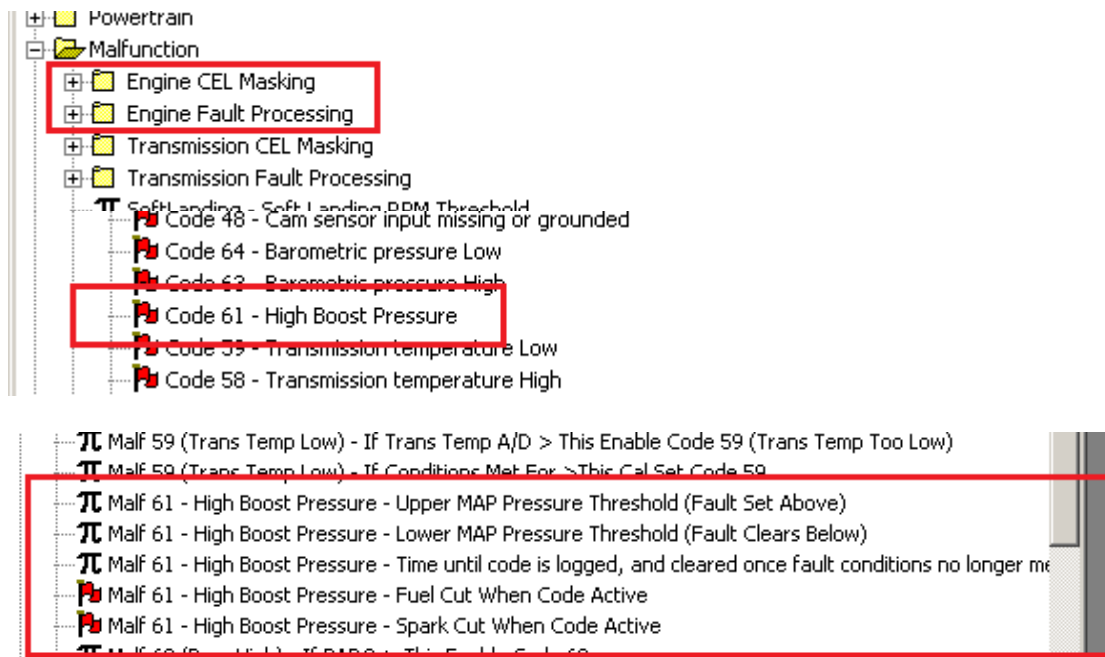 Powertrain
Malfunction
Engine CEL Masking
Engine Fault Processing
Transmission CEL Masking
Transmission Fault Processing
SoftLanding - Soft Landing RPM Threshold
Code 48 - Cam sensor input missing or grounded
Code 64 - Barometric pressure Low
Code 63 - Barometric pressure High
Code 61 - High Boost Pressure
Code 59 - Transmission temperature Low
Code 58 - Transmission temperature High
Malf 59 (Trans Temp Low) - If Trans Temp A/D > This Enable Code 59 (Trans Temp Too Low)
Malf 59 (Trans Temp Low) - If Conditions Met For >This Cal Set Code 59
Malf 61 - High Boost Pressure - Upper MAP Pressure Threshold (Fault Set Above)
Malf 61 - High Boost Pressure - Lower MAP Pressure Threshold (Fault Clears Below)
Malf 61 - High Boost Pressure - Time until code is logged, and cleared once fault conditions no longer me
Malf 61 - High Boost Pressure - Fuel Cut When Code Active
Malf 61 - High Boost Pressure - Spark Cut When Code Active